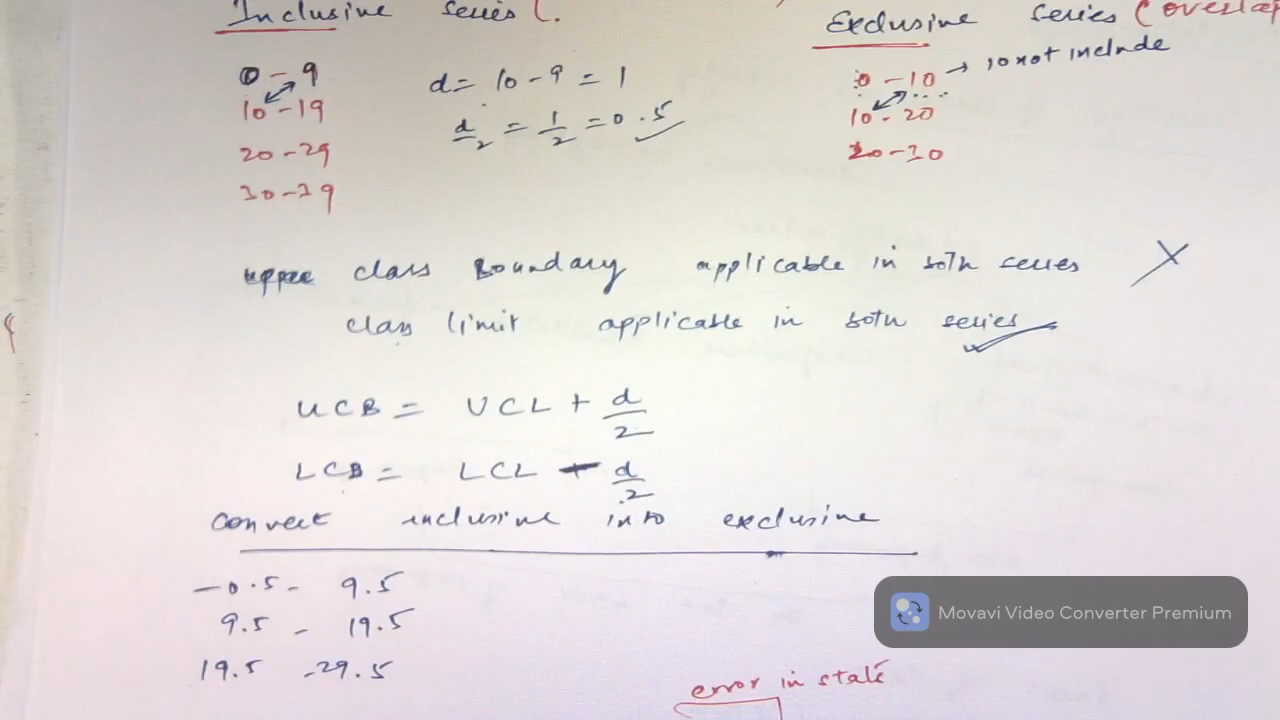 Inclusive series (.
0 - 9
10 - 19
20 - 29
30 - 39
d = 10 - 9 = 1
d/2 = 1/2 = 0.5
Exclusive series (overlap
0 - 10 → 10 not include
10 - 20
20 - 30
class Boundary applicable in both series X
class limit applicable in both series ✓
UCB = UCL + d/2
LCB = LCL - d/2
convert inclusive into exclusive
-0.5 - 9.5
9.5 - 19.5
19.5 - 29.5
error in stats
Movavi Video Converter Premium